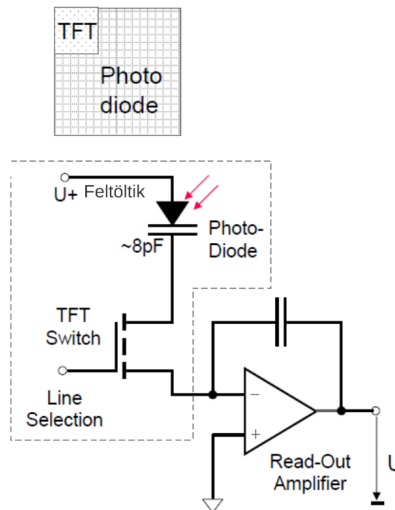 TFT
Photo
diode
U+ Feltöltik
~8pF
Photo-
Diode
TFT
Switch
Line
Selection
−
+
Read-Out
Amplifier
U